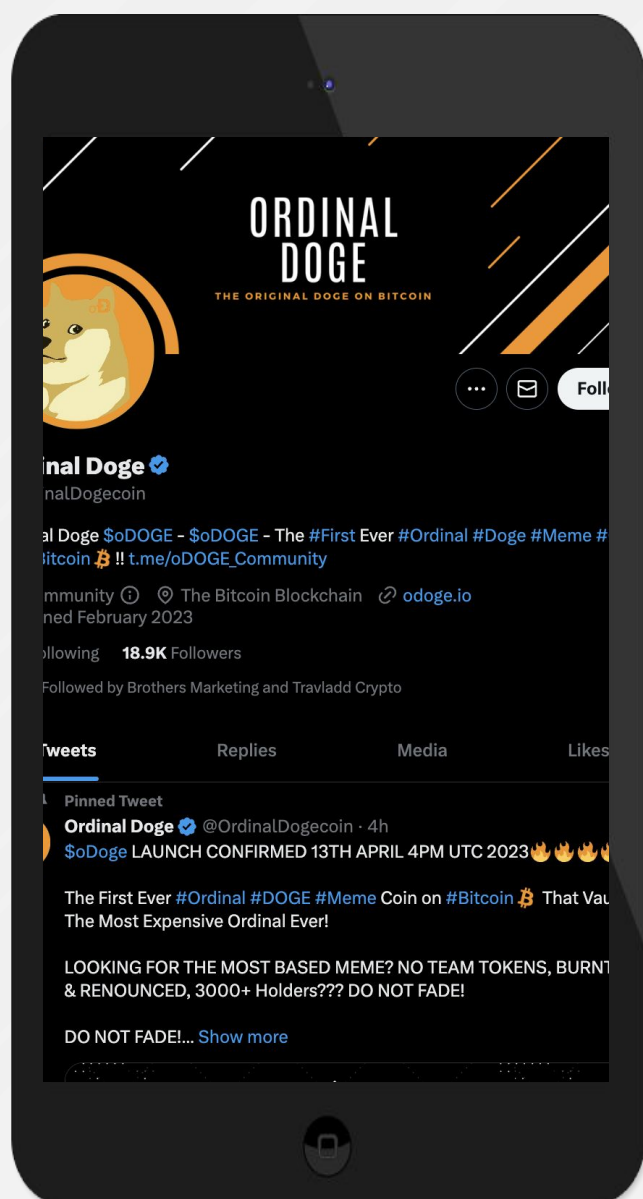 ORDINAL
DOGE
THE ORIGINAL DOGE ON BITCOIN
Foll
inal Doge
nalDogecoin
al Doge $oDOGE - $oDOGE - The #First Ever #Ordinal #Doge #Meme #
Bitcoin !! t.me/oDOGE_Community
mmunity The Bitcoin Blockchain odoge.io
ned February 2023
llowing 18.9K Followers
Followed by Brothers Marketing and Travladd Crypto
Tweets Replies Media Likes
Pinned Tweet
Ordinal Doge @OrdinalDogecoin · 4h
$oDoge LAUNCH CONFIRMED 13TH APRIL 4PM UTC 2023🔥🔥🔥🔥
The First Ever #Ordinal #DOGE #Meme Coin on #Bitcoin That Vau
The Most Expensive Ordinal Ever!
LOOKING FOR THE MOST BASED MEME? NO TEAM TOKENS, BURNT
& RENOUNCED, 3000+ Holders??? DO NOT FADE!
DO NOT FADE!... Show more